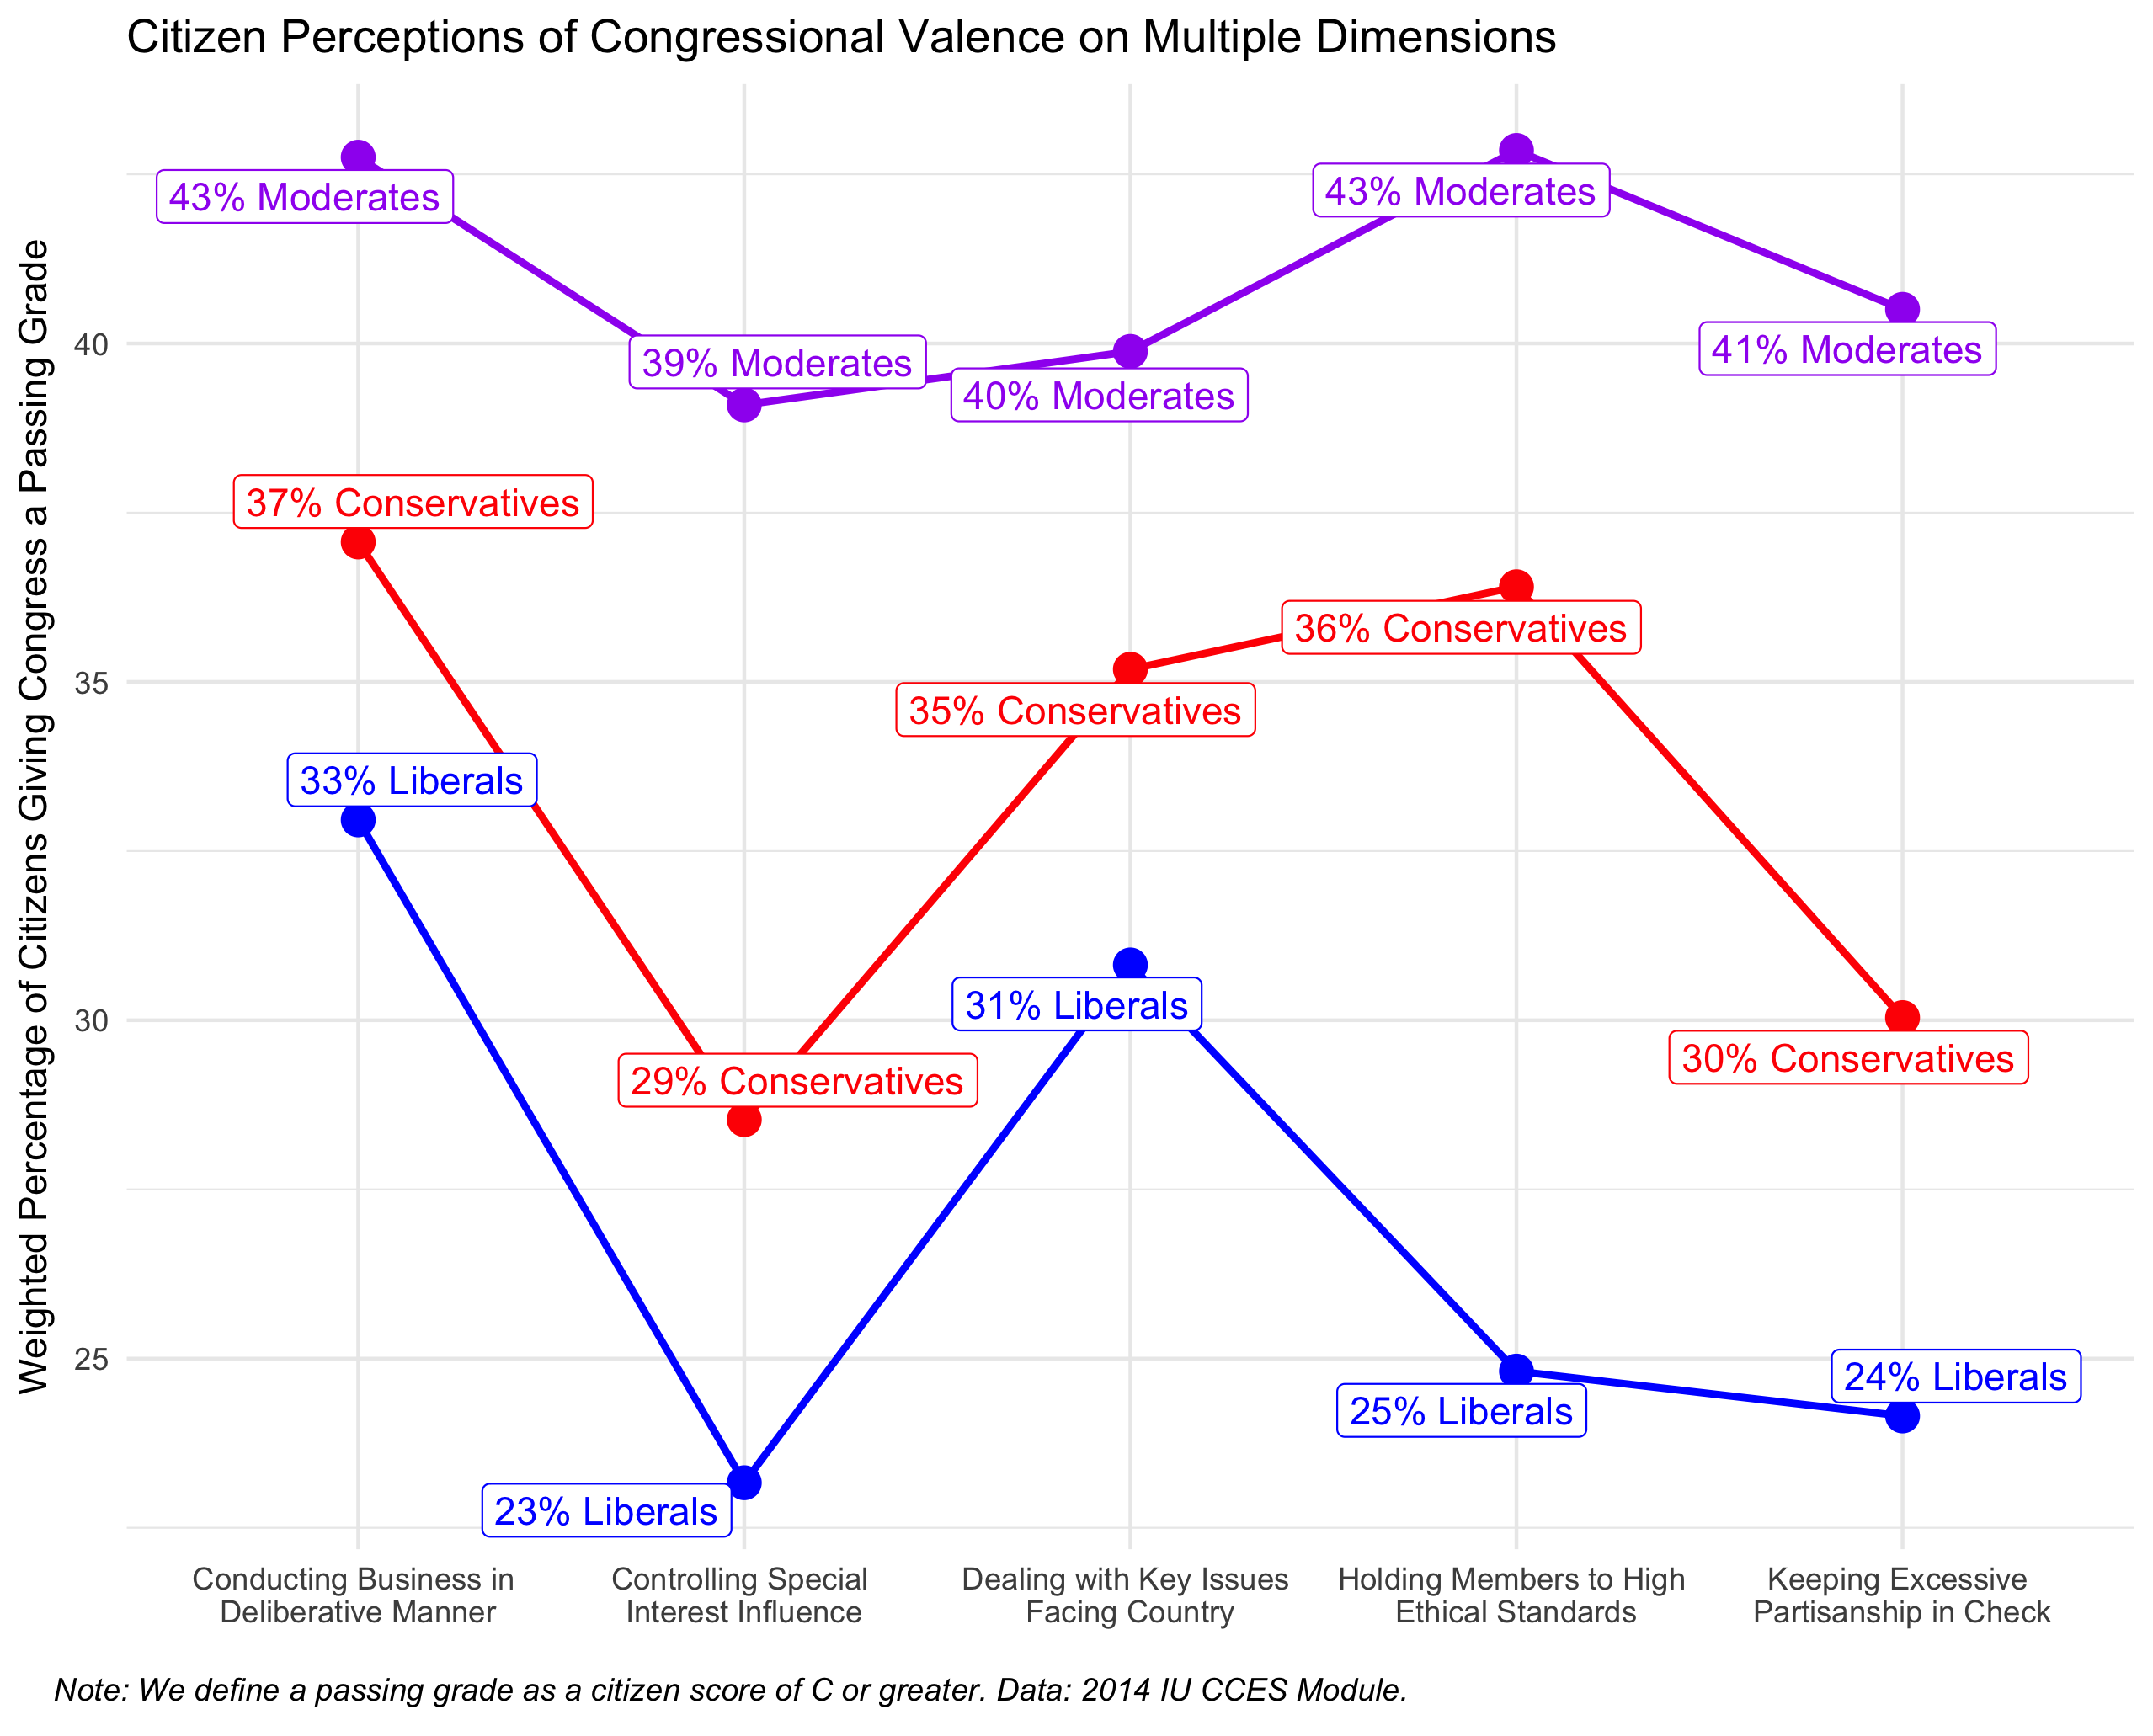 Citizen Perceptions of Congressional Valence on Multiple Dimensions
Weighted Percentage of Citizens Giving Congress a Passing Grade
40
35
30
25
43% Moderates
39% Moderates
40% Moderates
43% Moderates
41% Moderates
37% Conservatives
29% Conservatives
35% Conservatives
36% Conservatives
30% Conservatives
33% Liberals
23% Liberals
31% Liberals
25% Liberals
24% Liberals
Conducting Business in
Deliberative Manner
Controlling Special
Interest Influence
Dealing with Key Issues
Facing Country
Holding Members to High
Ethical Standards
Keeping Excessive
Partisanship in Check
Note: We define a passing grade as a citizen score of C or greater. Data: 2014 IU CCES Module.